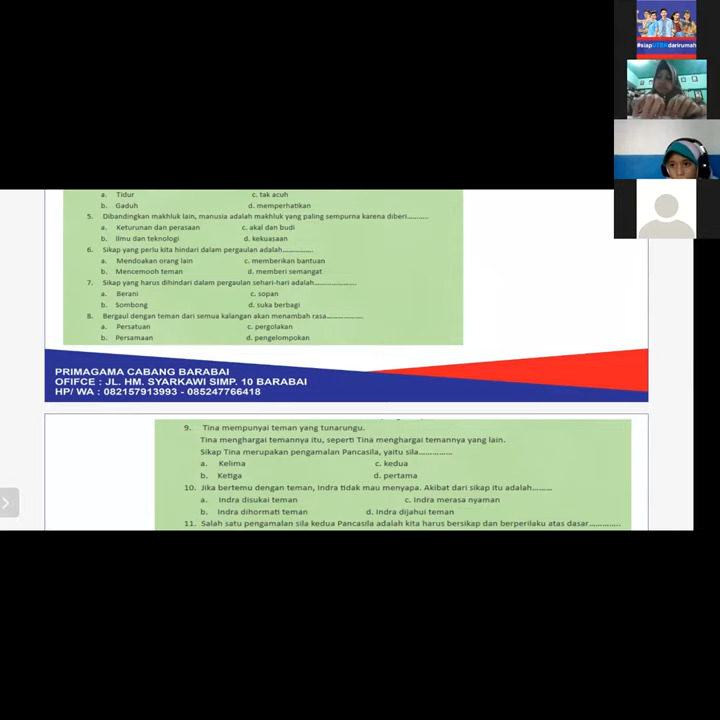 #siapUTBKdarirumah
a. Tidur c. tak acuh
b. Gaduh d. memperhatikan
5. Dibandingkan makhluk lain, manusia adalah makhluk yang paling sempurna karena diberi...........
a. Keturunan dan perasaan c. akal dan budi
b. Ilmu dan teknologi d. kekuasaan
6. Sikap yang perlu kita hindari dalam pergaulan adalah................
a. Mendoakan orang lain c. memberikan bantuan
b. Mencemooh teman d. memberi semangat
7. Sikap yang harus dihindari dalam pergaulan sehari-hari adalah......................
a. Berani c. sopan
b. Sombong d. suka berbagi
8. Bergaul dengan teman dari semua kalangan akan menambah rasa...................
a. Persatuan c. pergolakan
b. Persamaan d. pengelompokan
PRIMAGAMA CABANG BARABAI
OFIFCE : JL. HM. SYARKAWI SIMP. 10 BARABAI
HP/ WA : 082157913993 - 085247766418
9. Tina mempunyai teman yang tunarungu.
Tina menghargai temannya itu, seperti Tina menghargai temannya yang lain.
Sikap Tina merupakan pengamalan Pancasila, yaitu sila..............
a. Kelima c. kedua
b. Ketiga d. pertama
10. Jika bertemu dengan teman, Indra tidak mau menyapa. Akibat dari sikap itu adalah........
a. Indra disukai teman c. Indra merasa nyaman
b. Indra dihormati teman d. Indra dijahui teman
11. Salah satu pengamalan sila kedua Pancasila adalah kita harus bersikap dan berperilaku atas dasar.............